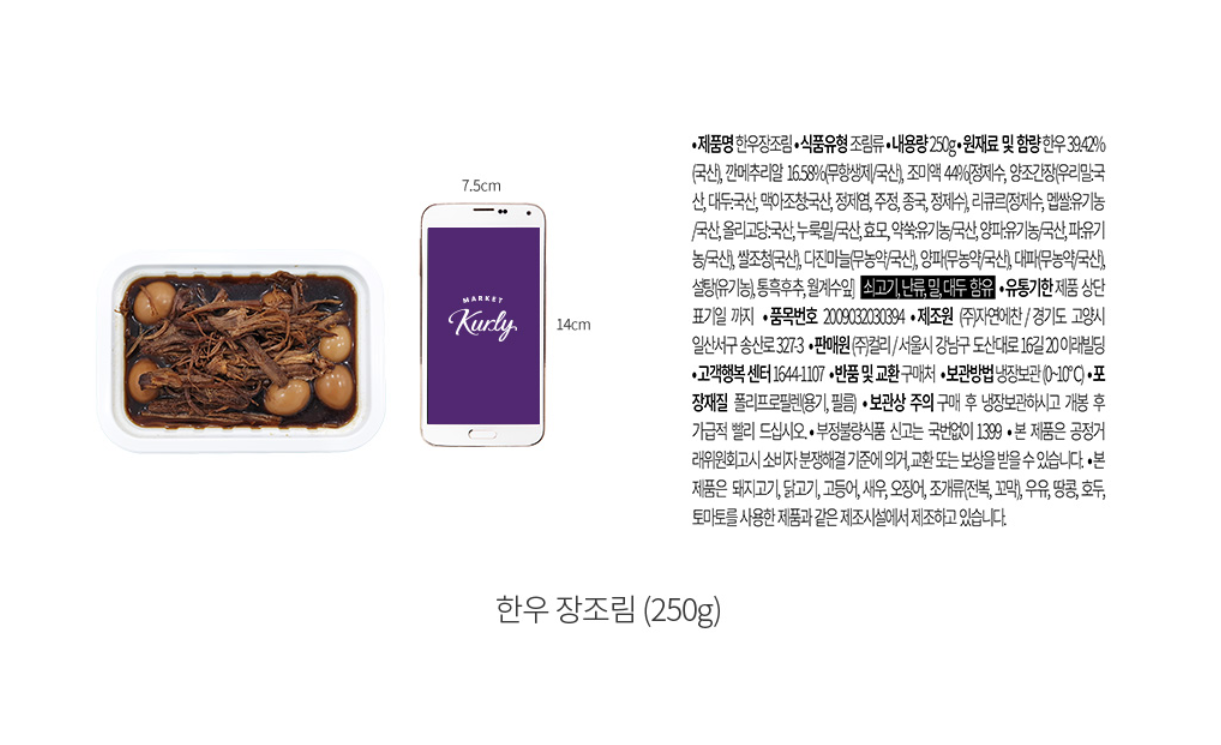 7.5cm
MARKET
Kurly
14cm
• 제품명 한우장조림 • 식품유형 조림류 • 내용량 250g • 원재료 및 함량 한우 39.42%
(국산), 깐메추리알 16.58%(무항생제/국산), 조미액 44%[정제수, 양조간장(우리밀:국
산, 대두:국산, 맥아조청:국산, 정제염, 주정, 종국, 정제수), 리큐르(정제수, 멥쌀:유기농
/국산, 올리고당:국산, 누룩:밀/국산, 효모, 약쑥:유기농/국산, 양파:유기농/국산, 파:유기
농/국산), 쌀조청(국산), 다진마늘(무농약/국산), 양파(무농약/국산), 대파(무농약/국산),
설탕(유기농), 통흑후추, 월계수잎] 쇠고기, 난류, 밀, 대두 함유 • 유통기한 제품 상단
표기일 까지 • 품목번호 2009032030394 • 제조원 (주)자연에찬 / 경기도 고양시
일산서구 송산로 327-3 • 판매원 (주)컬리 / 서울시 강남구 도산대로 16길 20 이래빌딩
• 고객행복 센터 1644-1107 • 반품 및 교환 구매처 • 보관방법 냉장보관 (0~10℃) • 포
장재질 폴리프로필렌(용기, 필름) • 보관상 주의 구매 후 냉장보관하시고 개봉 후
가급적 빨리 드십시오. • 부정불량식품 신고는 국번없이 1399 • 본 제품은 공정거
래위원회고시 소비자 분쟁해결 기준에 의거, 교환 또는 보상을 받을 수 있습니다. • 본
제품은 돼지고기, 닭고기, 고등어, 새우, 오징어, 조개류(전복, 꼬막), 우유, 땅콩, 호두,
토마토를 사용한 제품과 같은 제조시설에서 제조하고 있습니다.
한우 장조림 (250g)